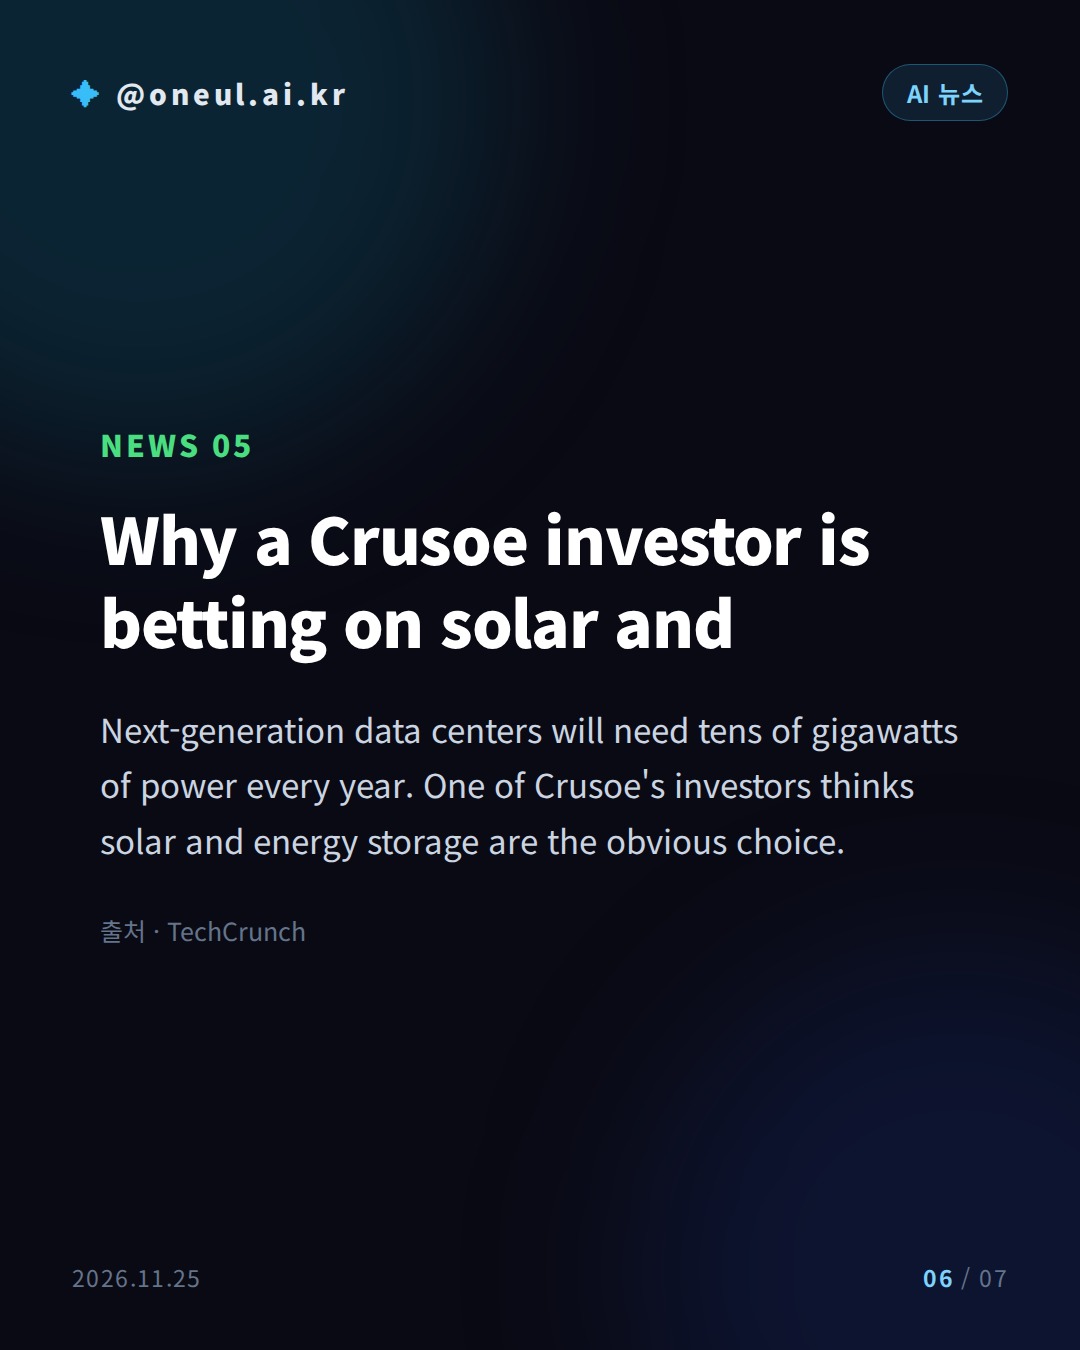 @oneul.ai.kr
AI 뉴스
NEWS 05
Why a Crusoe investor is
betting on solar and
Next-generation data centers will need tens of gigawatts
of power every year. One of Crusoe's investors thinks
solar and energy storage are the obvious choice.
출처 · TechCrunch
2026.11.25
06 / 07